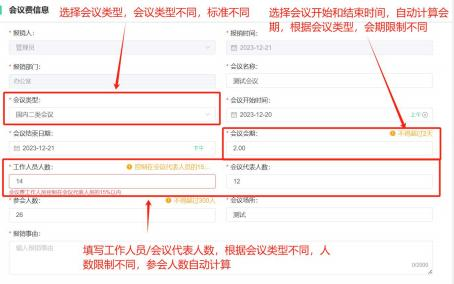 会议费信息
选择会议类型，会议类型不同，标准不同
选择会议开始和结束时间，自动计算会
期，根据会议类型，会期限制不同
* 报销人：
管理员
* 报销时间：
2023-12-21
* 报销部门：
办公室
* 会议名称：
测试会议
* 会议类型：
国内二类会议
* 会议开始时间：
2023-12-20
上午
* 会议结束日期：
2023-12-21
下午
* 会议会期：
不得超过2天
2.00
* 工作人员人数：
控制在会议代表人员的15...
14
会议费工作人员控制在会议代表人员的15%以内
* 会议代表人数：
12
* 参会人数：
不得超过300人
26
* 会议场所：
测试
* 报销事由：
输入报销事由
0/2000
填写工作人员/会议代表人数，根据会议类型不同，人
数限制不同，参会人数自动计算